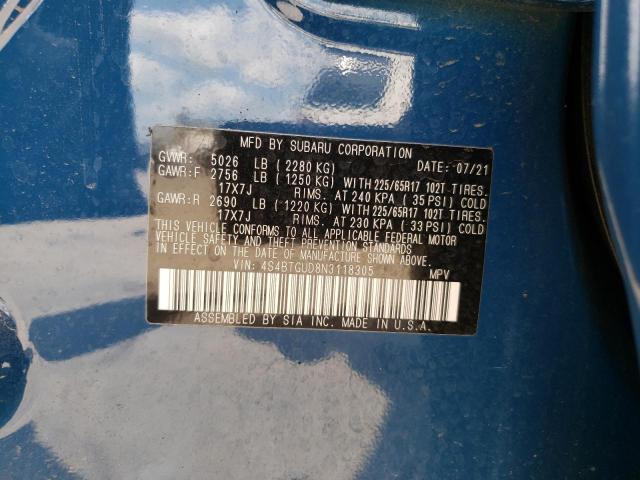 MFD BY SUBARU CORPORATION
GVWR: 5026 LB (2280 KG) DATE: 07/21
GAWR:F 2756 LB (1250 KG) WITH 225/65R17 102T TIRES.
17X7J RIMS. AT 240 KPA (35 PSI) COLD
GAWR:R 2690 LB (1220 KG) WITH 225/65R17 102T TIRES.
17X7J RIMS. AT 230 KPA (33 PSI) COLD
THIS VEHICLE CONFORMS TO ALL APPLICABLE FEDERAL MOTOR
VEHICLE SAFETY AND THEFT PREVENTION STANDARDS
IN EFFECT ON THE DATE OF MANUFACTURE SHOWN ABOVE.
VIN: 4S4BTGUD8N3118305 MPV
ASSEMBLED BY SIA INC. MADE IN U.S.A.